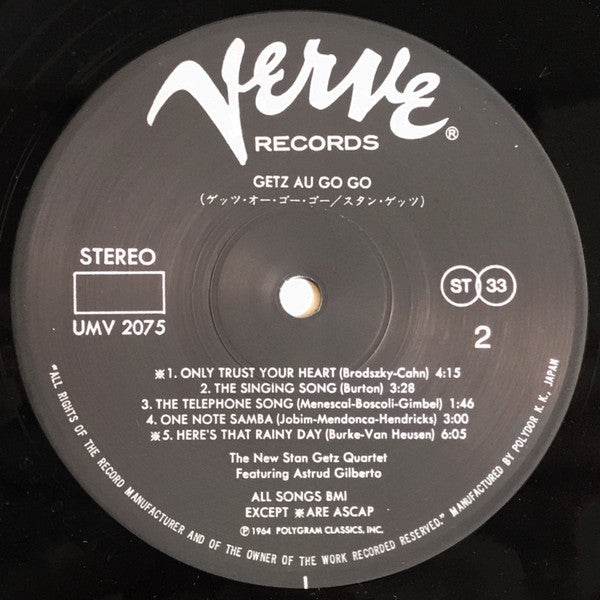 Verve®
RECORDS
GETZ AU GO GO
(ゲッツ・オー・ゴー・ゴー/スタン・ゲッツ)
STEREO
UMV 2075
ST 33
2
※1. ONLY TRUST YOUR HEART (Brodszky-Cahn) 4:15
2. THE SINGING SONG (Burton) 3:28
3. THE TELEPHONE SONG (Menescal-Boscoli-Gimbel) 1:46
4. ONE NOTE SAMBA (Jobim-Mendonca-Hendricks) 3:00
※5. HERE'S THAT RAINY DAY (Burke-Van Heusen) 6:05
The New Stan Getz Quartet
Featuring Astrud Gilberto
ALL SONGS BMI
EXCEPT ※ARE ASCAP
℗1964 POLYGRAM CLASSICS, INC.
"ALL RIGHTS OF THE RECORD MANUFACTURER AND OF THE OWNER OF THE WORK RECORDED RESERVED." MANUFACTURED BY POLYDOR K. K., JAPAN